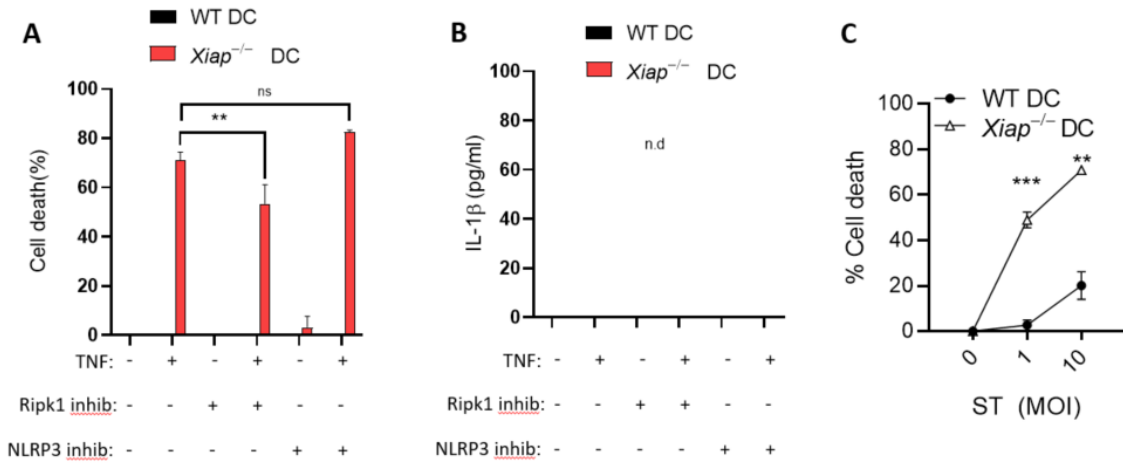 A
WT DC
Xiap−/− DC
ns
**
Cell death(%)
100
80
60
40
20
0
TNF: - + - + - +
Ripk1 inhib: - - + + - -
NLRP3 inhib: - - - - + +
B
WT DC
Xiap−/− DC
n.d
IL-1β (pg/ml)
100
80
60
40
20
0
TNF: - + - + - +
Ripk1 inhib: - - + + - -
NLRP3 inhib: - - - - + +
C
WT DC
Xiap−/− DC
***
**
% Cell death
100
80
60
40
20
0
0 1 10
ST (MOI)